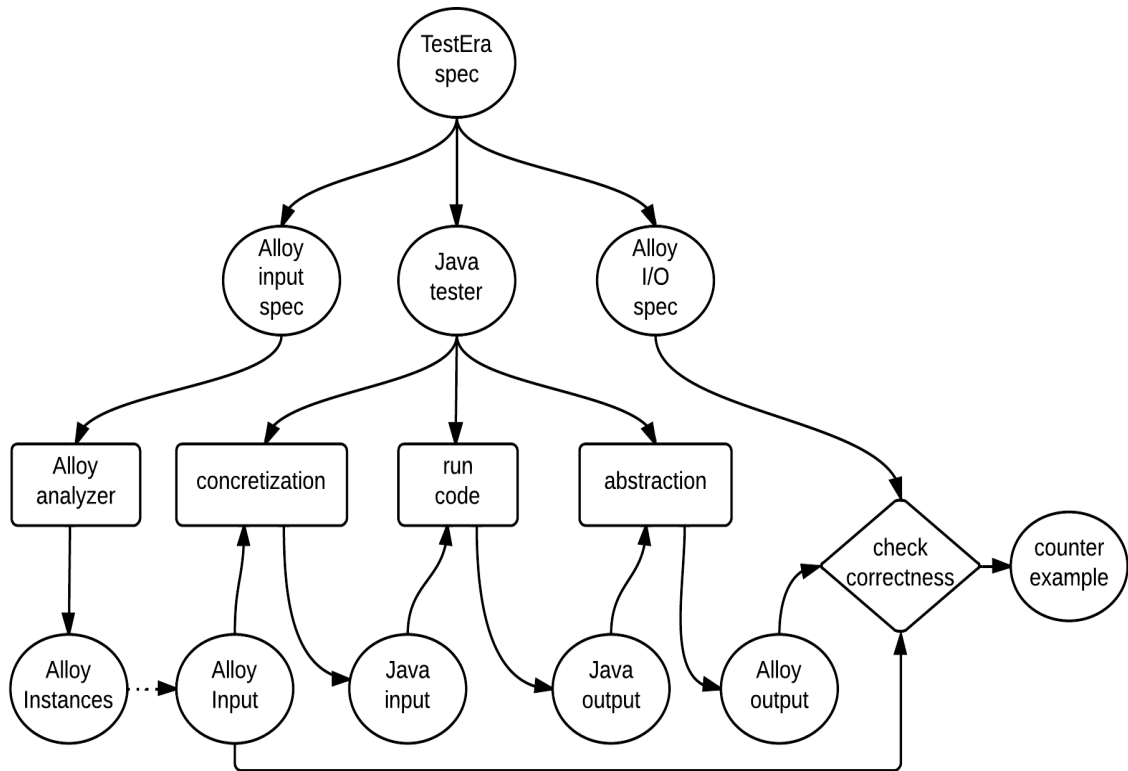 TestEra
spec
Alloy
input
spec
Java
tester
Alloy
I/O
spec
Alloy
analyzer
concretization
run
code
abstraction
check
correctness
counter
example
Alloy
Instances
Alloy
Input
Java
input
Java
output
Alloy
output